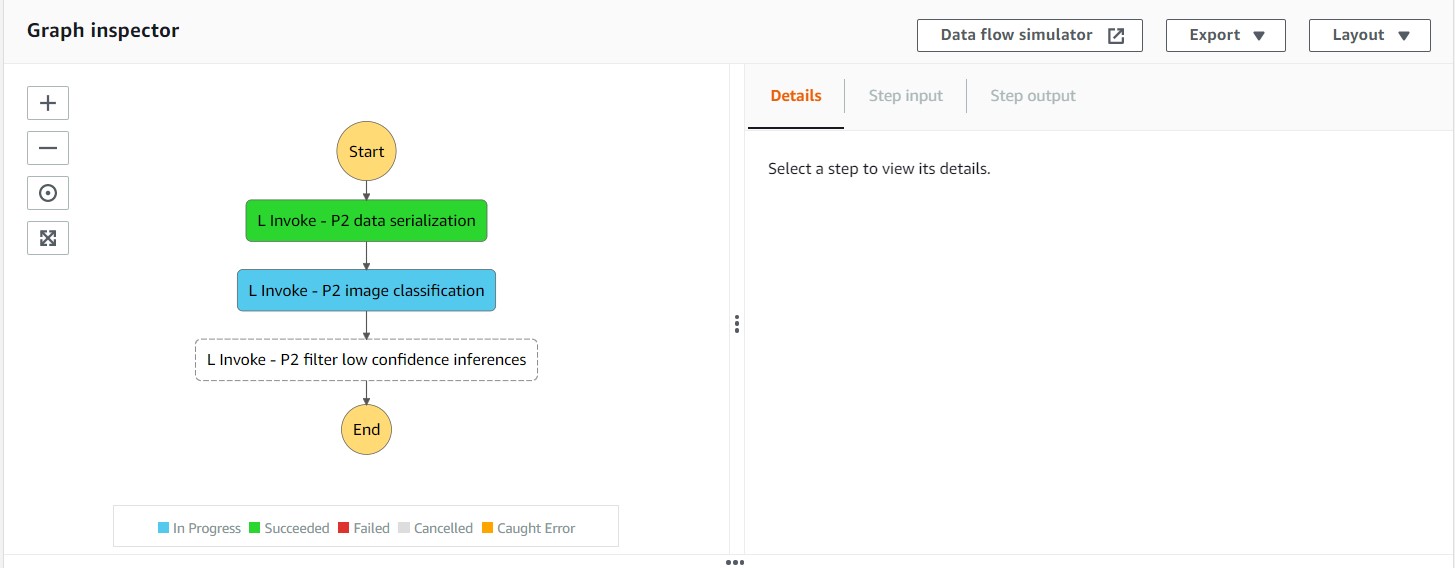 Graph inspector
Data flow simulator
Export
Layout
Details
Step input
Step output
Select a step to view its details.
Start
L Invoke - P2 data serialization
L Invoke - P2 image classification
L Invoke - P2 filter low confidence inferences
End
In Progress Succeeded Failed Cancelled Caught Error